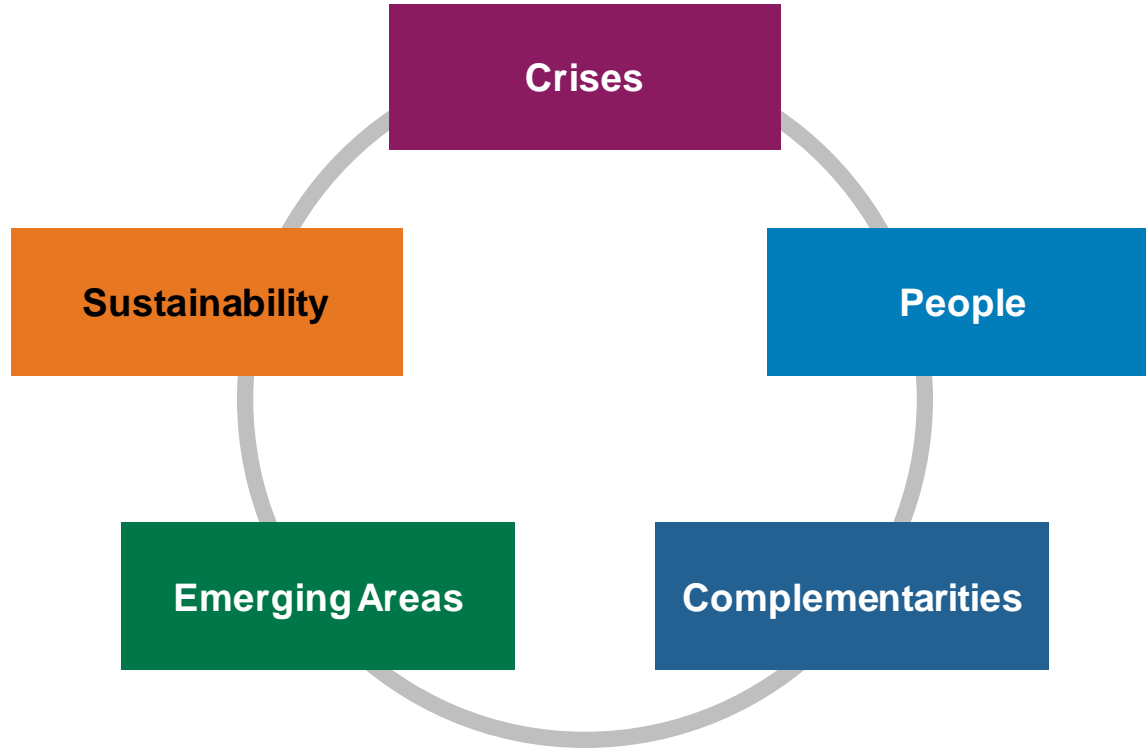 Crises
Sustainability
People
Emerging Areas
Complementarities